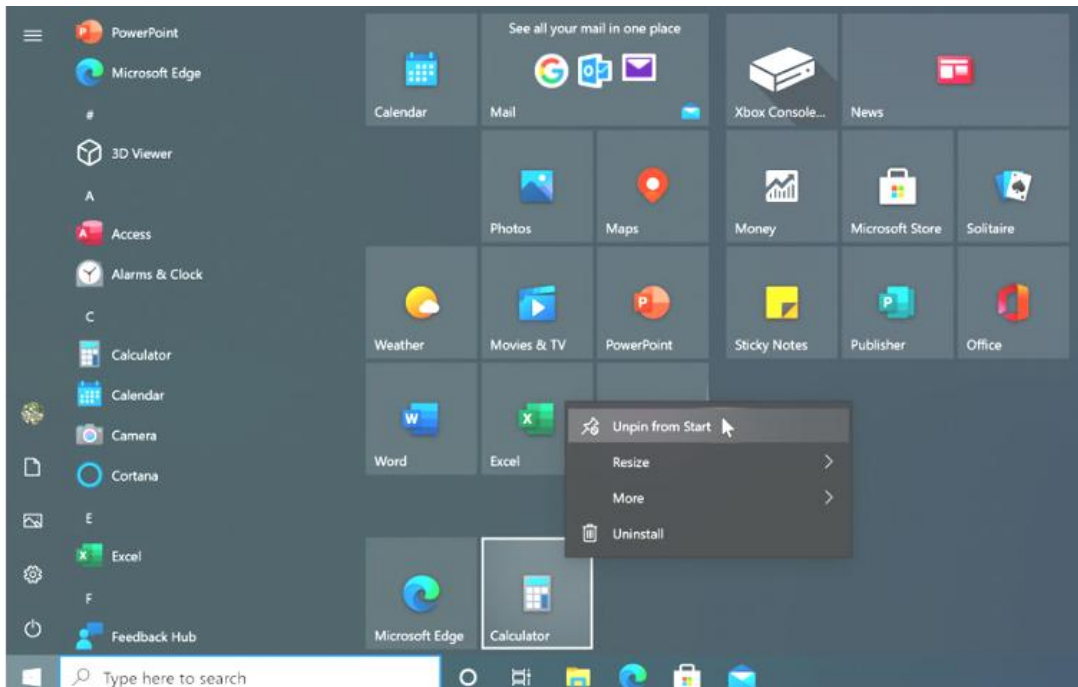 PowerPoint
Microsoft Edge
#
3D Viewer
A
Access
Alarms & Clock
C
Calculator
Calendar
Camera
Cortana
E
Excel
F
Feedback Hub
Calendar
See all your mail in one place
Mail
Xbox Console...
News
Photos
Maps
Money
Microsoft Store
Solitaire
Weather
Movies & TV
PowerPoint
Sticky Notes
Publisher
Office
Word
Excel
Unpin from Start
Resize
More
Uninstall
Microsoft Edge
Calculator
Type here to search